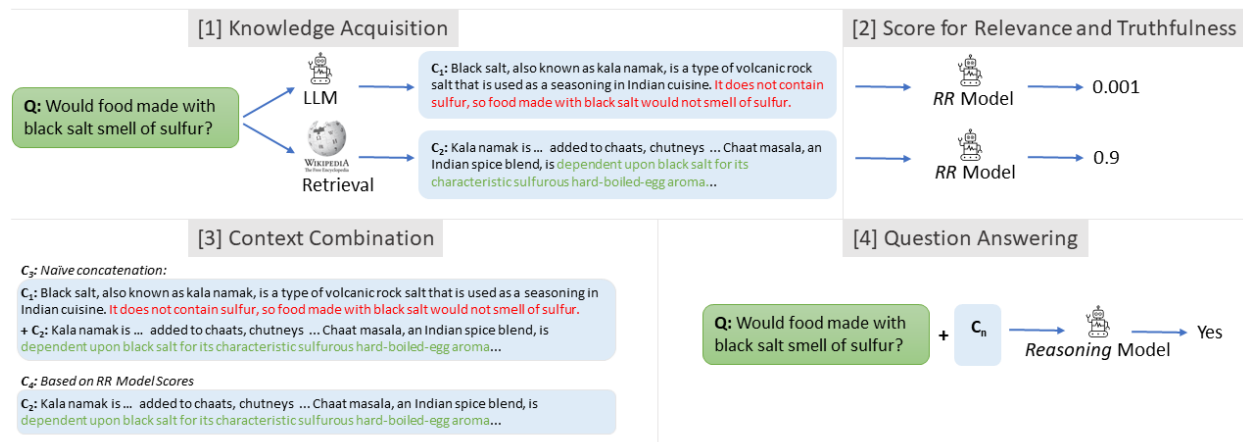 [1] Knowledge Acquisition
[2] Score for Relevance and Truthfulness
Q: Would food made with
black salt smell of sulfur?
LLM
WIKIPEDIA
The Free Encyclopedia
Retrieval
C1: Black salt, also known as kala namak, is a type of volcanic rock
salt that is used as a seasoning in Indian cuisine. It does not contain
sulfur, so food made with black salt would not smell of sulfur.
C2: Kala namak is ... added to chaats, chutneys ... Chaat masala, an
Indian spice blend, is dependent upon black salt for its
characteristic sulfurous hard-boiled-egg aroma...
RR Model
0.001
RR Model
0.9
[3] Context Combination
C3: Naïve concatenation:
C1: Black salt, also known as kala namak, is a type of volcanic rock salt that is used as a seasoning in
Indian cuisine. It does not contain sulfur, so food made with black salt would not smell of sulfur.
+ C2: Kala namak is ... added to chaats, chutneys ... Chaat masala, an Indian spice blend, is
dependent upon black salt for its characteristic sulfurous hard-boiled-egg aroma...
C4: Based on RR Model Scores
C2: Kala namak is ... added to chaats, chutneys ... Chaat masala, an Indian spice blend, is
dependent upon black salt for its characteristic sulfurous hard-boiled-egg aroma...
[4] Question Answering
Q: Would food made with
black salt smell of sulfur?
+
Cn
Reasoning Model
Yes